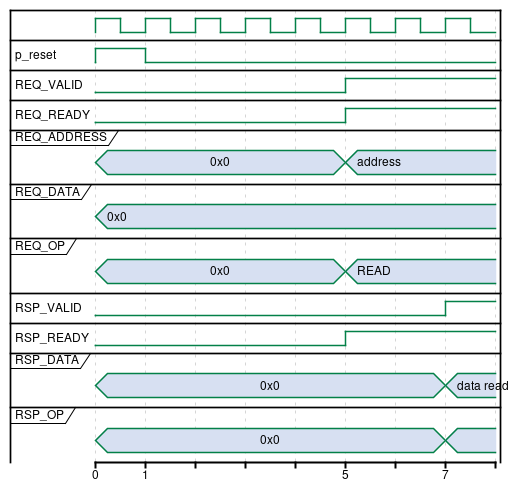 p_reset
REQ_VALID
REQ_READY
REQ_ADDRESS
0x0 address
REQ_DATA
0x0
REQ_OP
0x0 READ
RSP_VALID
RSP_READY
RSP_DATA
0x0 data read
RSP_OP
0x0
0 1 5 7